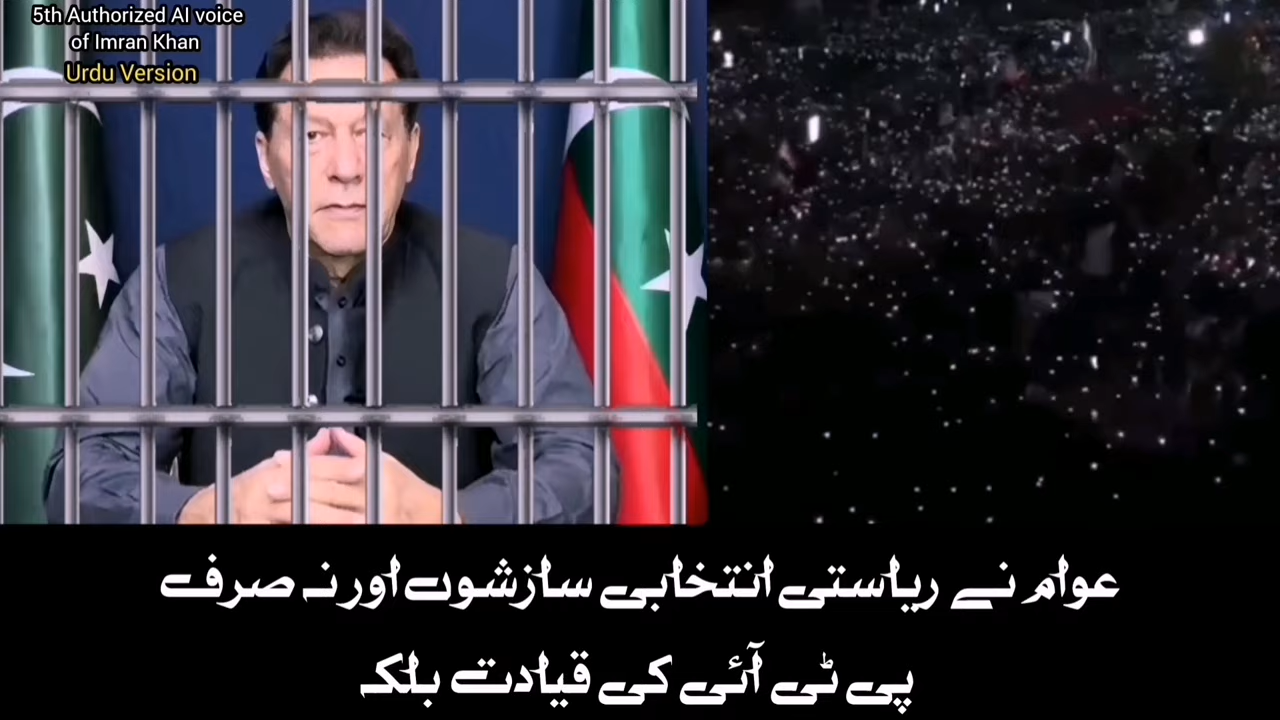 5th Authorized AI voice
of Imran Khan
Urdu Version
عوام نے ریاستی انتخابی سازشوں اور نہ صرف
پی ٹی آئی کی قیادت بلکہ